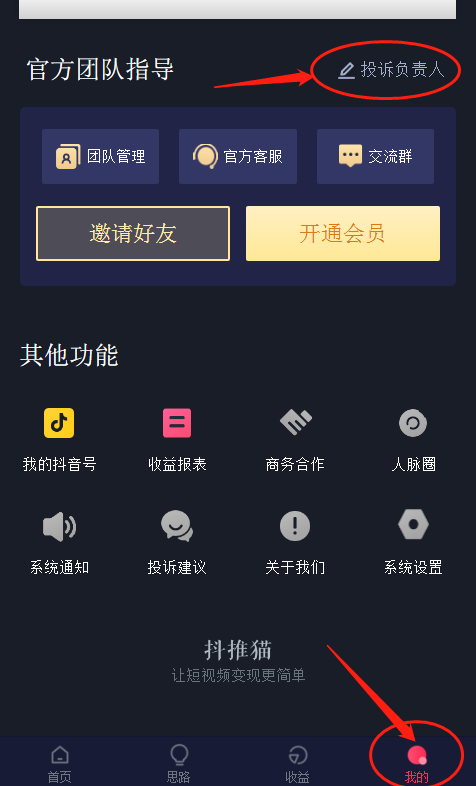 官方团队指导
投诉负责人
团队管理
官方客服
交流群
邀请好友
开通会员
其他功能
我的抖音号
收益报表
商务合作
人脉圈
系统通知
投诉建议
关于我们
系统设置
抖推猫
让短视频变现更简单
首页
思路
收益
我的